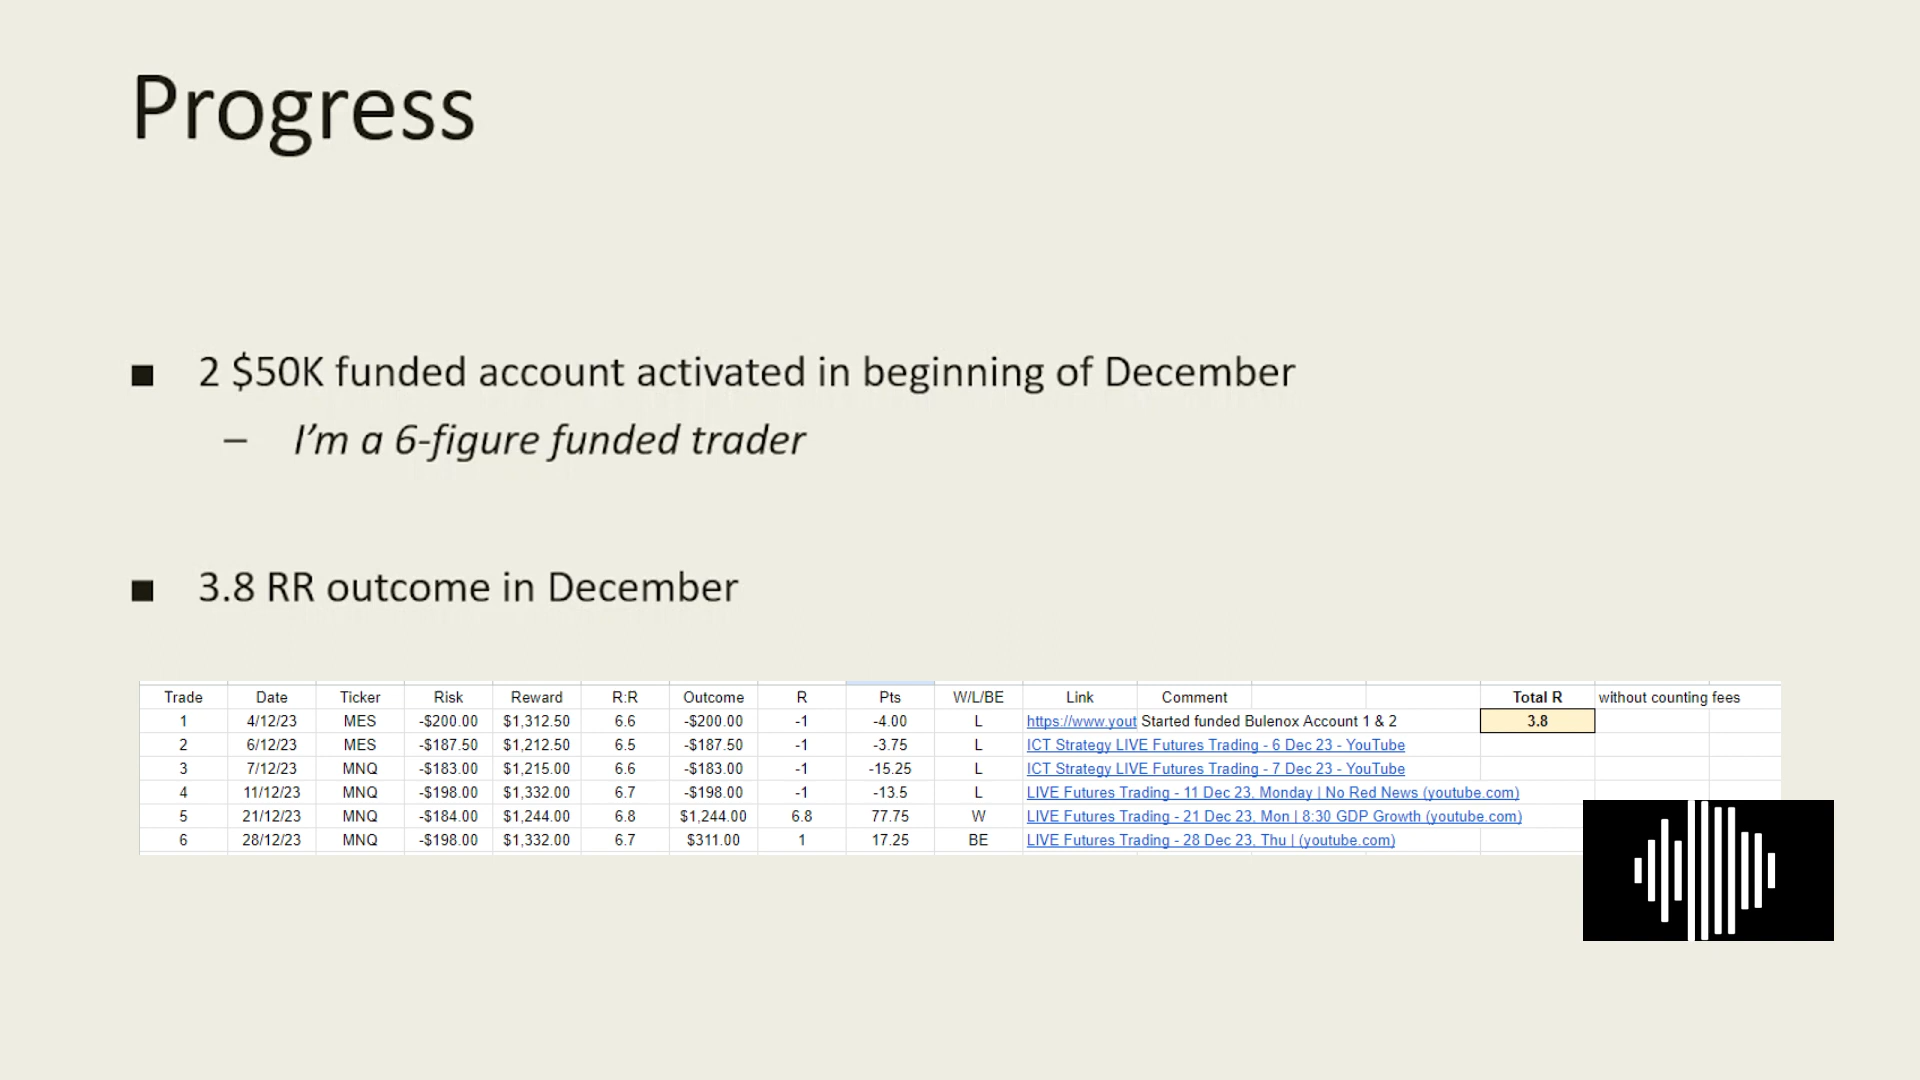 Progress
■ 2 $50K funded account activated in beginning of December
– I'm a 6-figure funded trader
■ 3.8 RR outcome in December
Trade Date Ticker Risk Reward R:R Outcome R Pts W/L/BE Link Comment Total R without counting fees
1 4/12/23 MES -$200.00 $1,312.50 6.6 -$200.00 -1 -4.00 L https://www.yout Started funded Bulenox Account 1 & 2 3.8
2 6/12/23 MES -$187.50 $1,212.50 6.5 -$187.50 -1 -3.75 L ICT Strategy LIVE Futures Trading - 6 Dec 23 - YouTube
3 7/12/23 MNQ -$183.00 $1,215.00 6.6 -$183.00 -1 -15.25 L ICT Strategy LIVE Futures Trading - 7 Dec 23 - YouTube
4 11/12/23 MNQ -$198.00 $1,332.00 6.7 -$198.00 -1 -13.5 L LIVE Futures Trading - 11 Dec 23, Monday | No Red News (youtube.com)
5 21/12/23 MNQ -$184.00 $1,244.00 6.8 $1,244.00 6.8 77.75 W LIVE Futures Trading - 21 Dec 23, Mon | 8:30 GDP Growth (youtube.com)
6 28/12/23 MNQ -$198.00 $1,332.00 6.7 $311.00 1 17.25 BE LIVE Futures Trading - 28 Dec 23, Thu | (youtube.com)